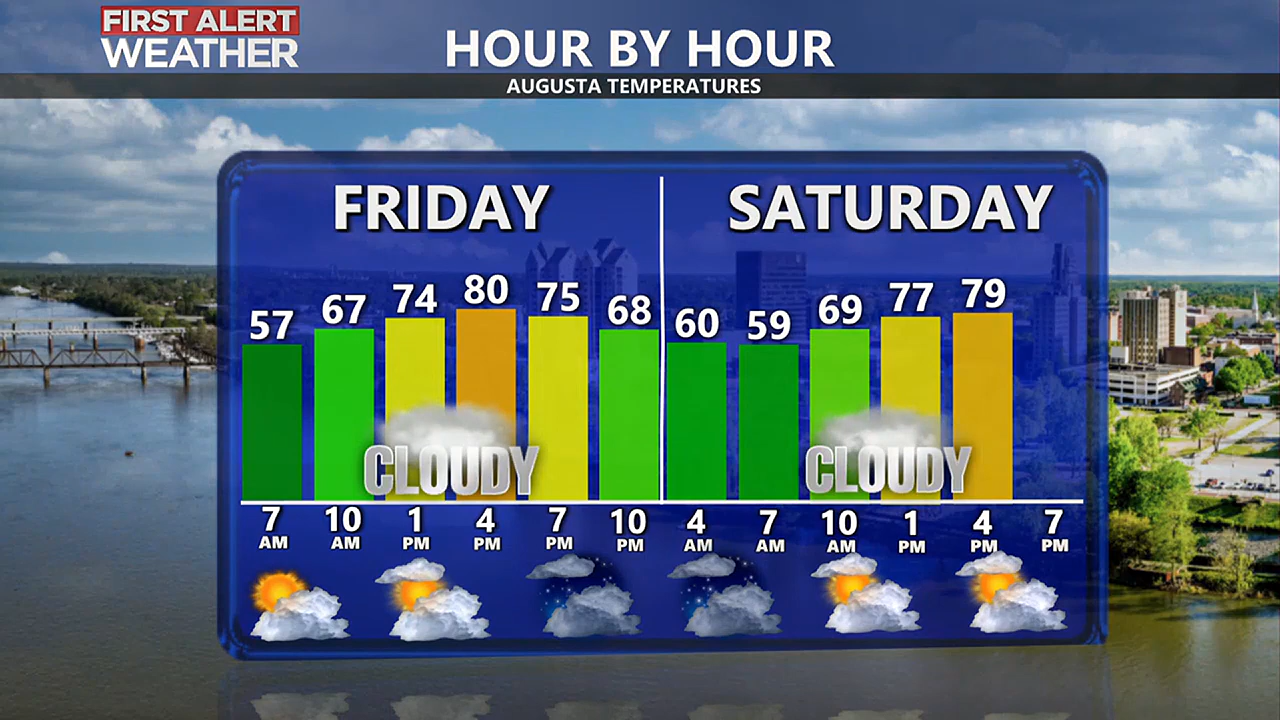 FIRST ALERT
WEATHER
HOUR BY HOUR
AUGUSTA TEMPERATURES
FRIDAY
SATURDAY
57 67 74 80 75 68 60 59 69 77 79
CLOUDY CLOUDY
7 10 1 4 7 10 4 7 10 1 4 7
AM AM PM PM PM PM AM AM AM PM PM PM